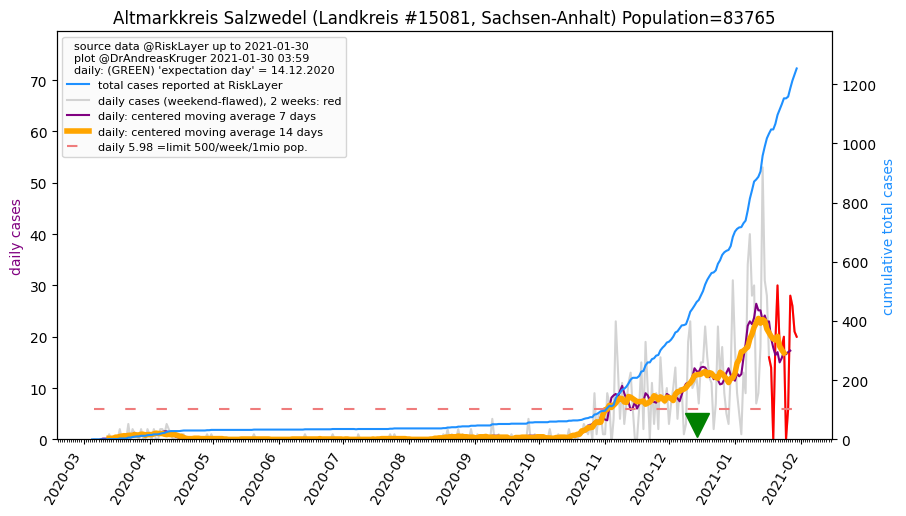 Altmarkkreis Salzwedel (Landkreis #15081, Sachsen-Anhalt) Population=83765
source data @RiskLayer up to 2021-01-30
plot @DrAndreasKruger 2021-01-30 03:59
daily: (GREEN) 'expectation day' = 14.12.2020
total cases reported at RiskLayer
daily cases (weekend-flawed), 2 weeks: red
daily: centered moving average 7 days
daily: centered moving average 14 days
daily 5.98 =limit 500/week/1mio pop.
daily cases
70
60
50
40
30
20
10
0
cumulative total cases
1200
1000
800
600
400
200
0
2020-03
2020-04
2020-05
2020-06
2020-07
2020-08
2020-09
2020-10
2020-11
2020-12
2021-01
2021-02